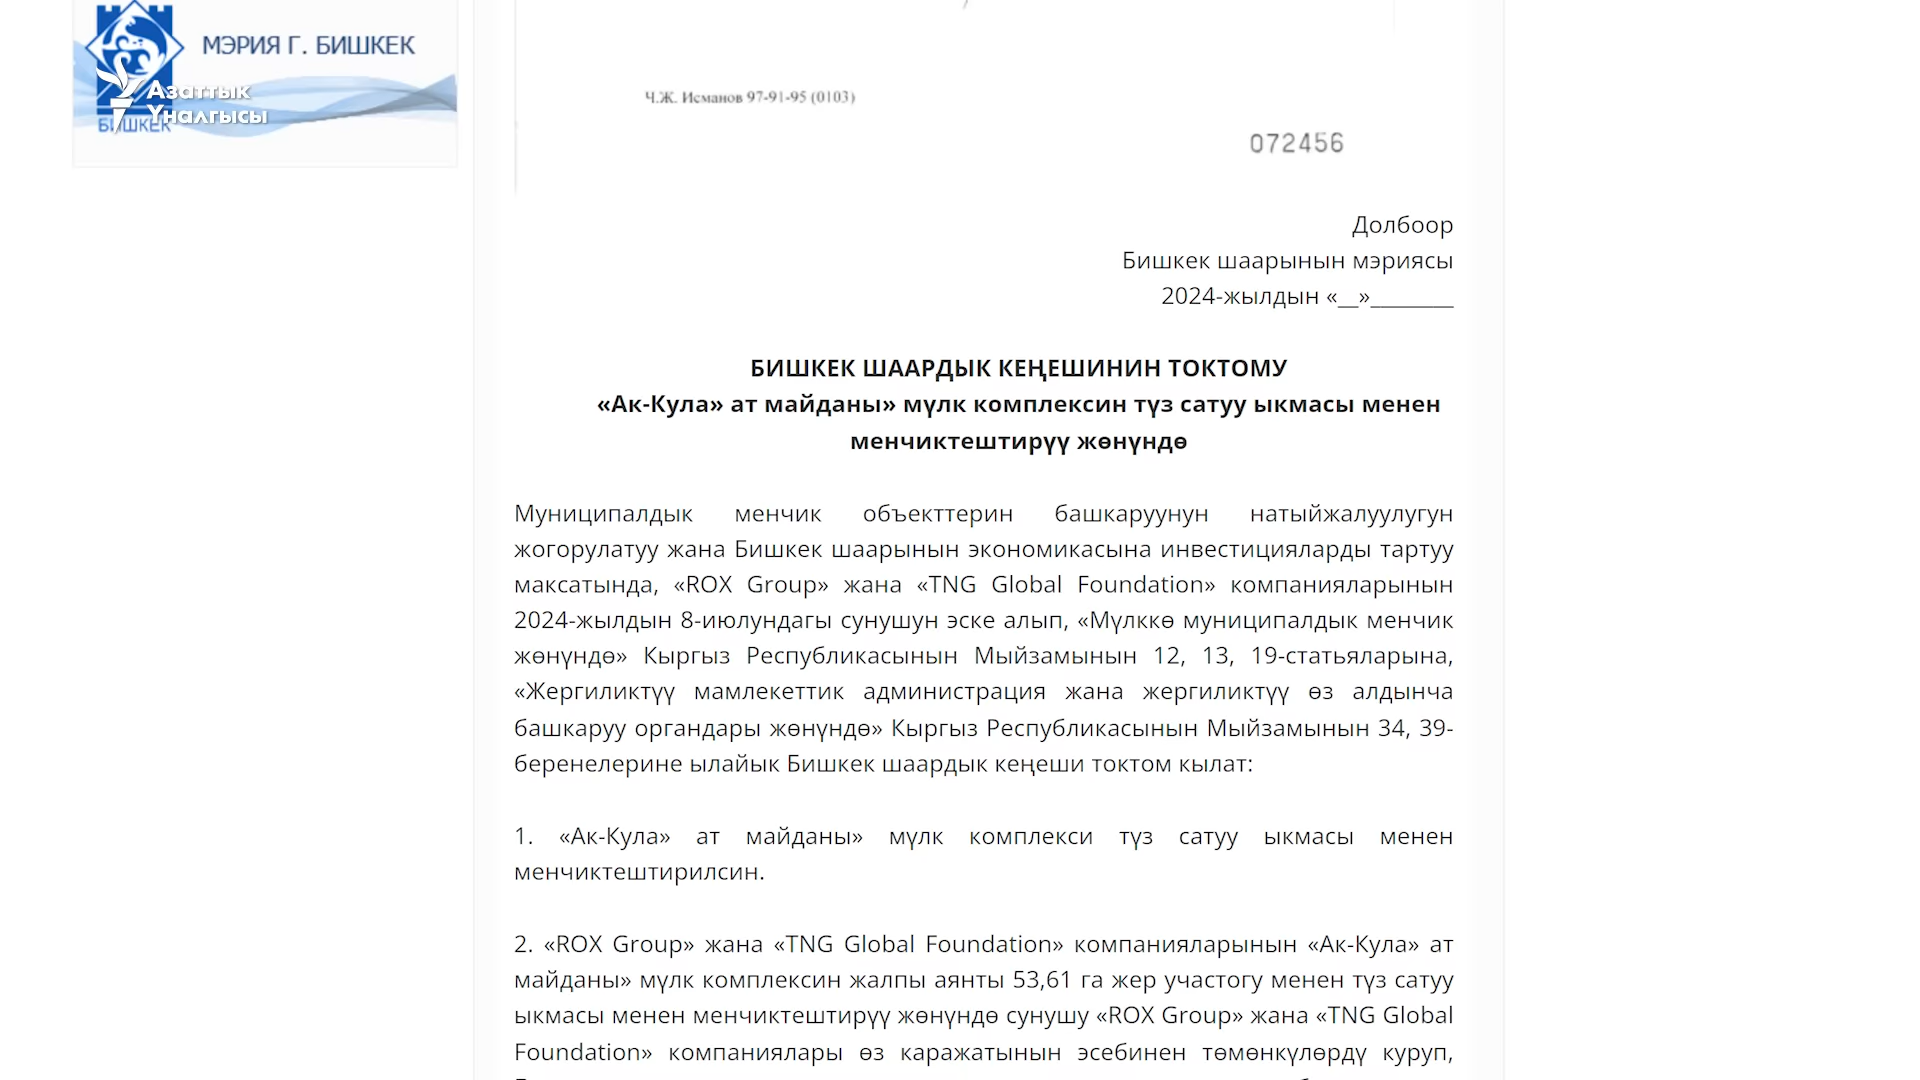 МЭРИЯ Г. БИШКЕК
Азаттык
Үналгысы
БИШКЕК
Ч.Ж. Исманов 97-91-95 (0103)
072456
Долбоор
Бишкек шаарынын мэриясы
2024-жылдын «__»________
БИШКЕК ШААРДЫК КЕҢЕШИНИН ТОКТОМУ
«Ак-Кула» ат майданы» мүлк комплексин түз сатуу ыкмасы менен
менчиктештирүү жөнүндө
Муниципалдык менчик объекттерин башкаруунун натыйжалуулугун
жогорулатуу жана Бишкек шаарынын экономикасына инвестицияларды тартуу
максатында, «ROX Group» жана «TNG Global Foundation» компанияларынын
2024-жылдын 8-июлундагы сунушун эске алып, «Мүлккө муниципалдык менчик
жөнүндө» Кыргыз Республикасынын Мыйзамынын 12, 13, 19-статьяларына,
«Жергиликтүү мамлекеттик администрация жана жергиликтүү өз алдынча
башкаруу органдары жөнүндө» Кыргыз Республикасынын Мыйзамынын 34, 39-
беренелерине ылайык Бишкек шаардык кеңеши токтом кылат:
1. «Ак-Кула» ат майданы» мүлк комплекси түз сатуу ыкмасы менен
менчиктештирилсин.
2. «ROX Group» жана «TNG Global Foundation» компанияларынын «Ак-Кула» ат
майданы» мүлк комплексин жалпы аянты 53,61 га жер участогу менен түз сатуу
ыкмасы менен менчиктештирүү жөнүндө сунушу «ROX Group» жана «TNG Global
Foundation» компаниялары өз каражатынын эсебинен төмөнкүлөрдү куруп,